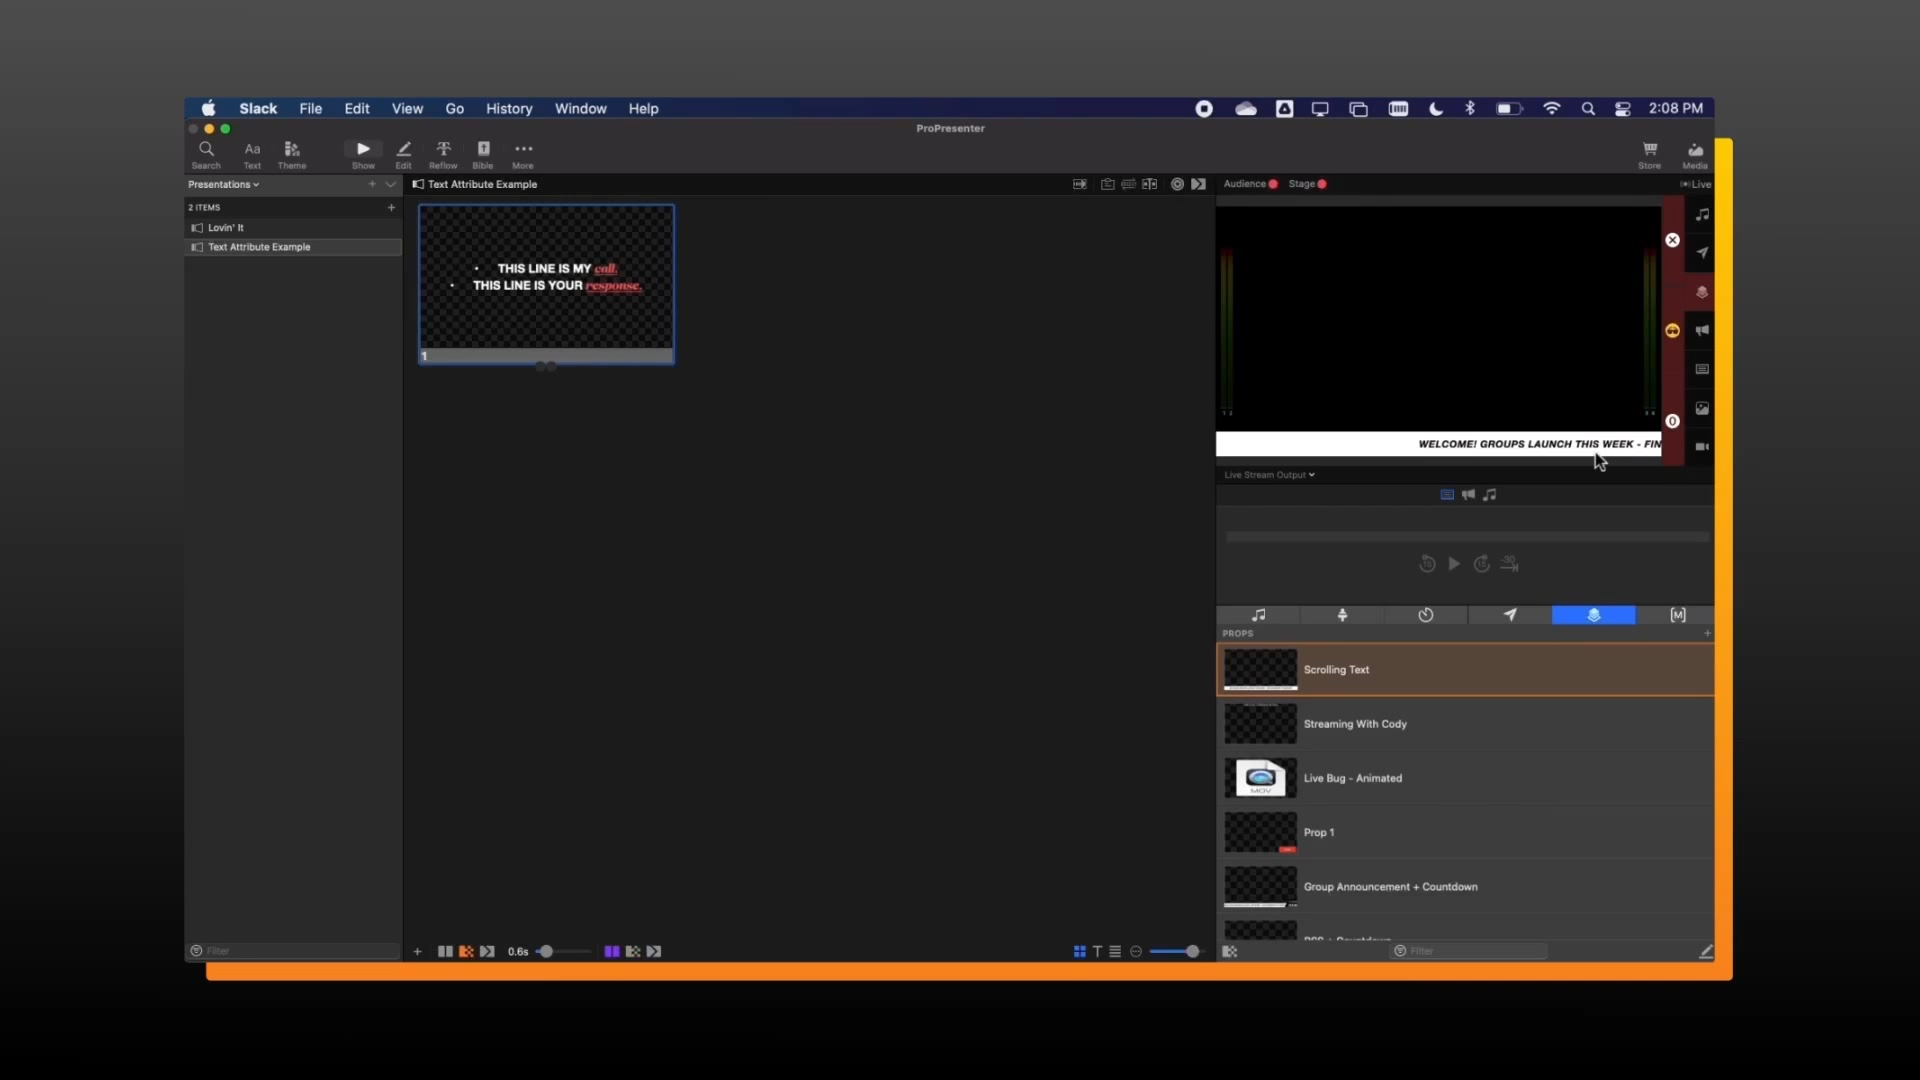 Slack File Edit View Go History Window Help 2:08 PM
ProPresenter
Search Text Theme Show Edit Reflow Bible More Store Media
Presentations
Text Attribute Example
Audience Stage Live
2 ITEMS
Lovin' It
Text Attribute Example
• THIS LINE IS MY call.
• THIS LINE IS YOUR response.
1
WELCOME! GROUPS LAUNCH THIS WEEK - FIN
Live Stream Output
PROPS
Scrolling Text
Streaming With Cody
Live Bug - Animated
MOV
Prop 1
Group Announcement + Countdown
Filter
0.6s
Filter